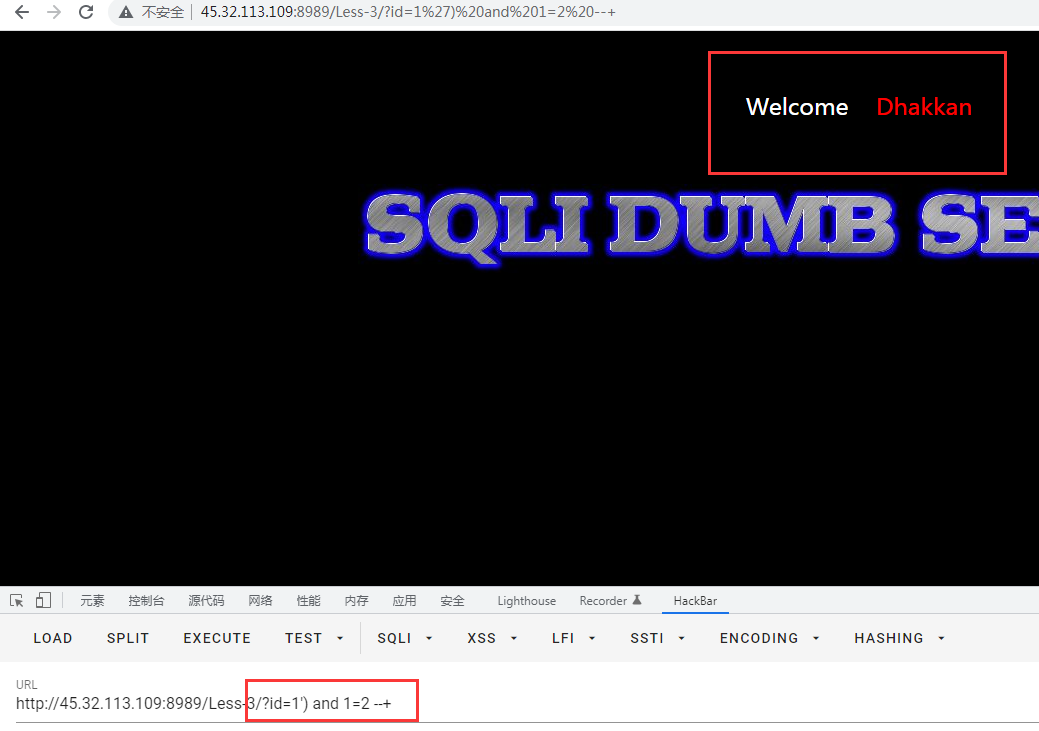 不安全 45.32.113.109:8989/Less-3/?id=1%27)%20and%201=2%20--+
Welcome Dhakkan
SQLI DUMB SE
元素 控制台 源代码 网络 性能 内存 应用 安全 Lighthouse Recorder HackBar
LOAD SPLIT EXECUTE TEST SQLI XSS LFI SSTI ENCODING HASHING
URL
http://45.32.113.109:8989/Less-3/?id=1') and 1=2 --+